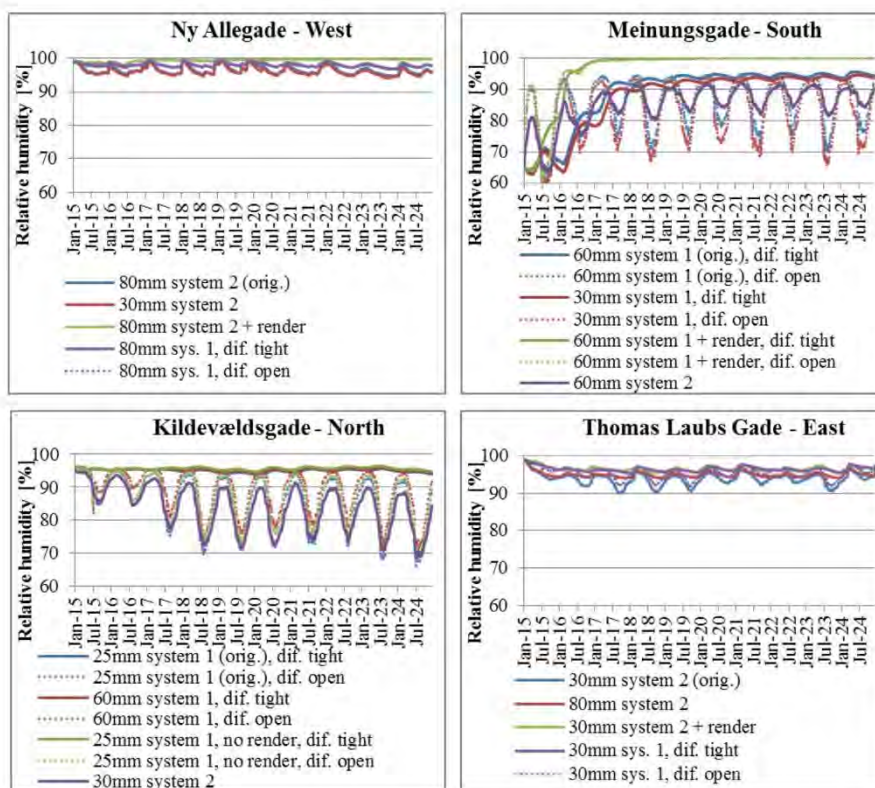 Ny Allegade - West
Relative humidity [%]
100
90
80
70
60
Jan-15
Jul-15
Jan-16
Jul-16
Jan-17
Jul-17
Jan-18
Jul-18
Jan-19
Jul-19
Jan-20
Jul-20
Jan-21
Jul-21
Jan-22
Jul-22
Jan-23
Jul-23
Jan-24
Jul-24
80mm system 2 (orig.)
30mm system 2
80mm system 2 + render
80mm sys. 1, dif. tight
80mm sys. 1, dif. open
Meinungsgade - South
Relative humidity [%]
100
90
80
70
60
Jan-15
Jul-15
Jan-16
Jul-16
Jan-17
Jul-17
Jan-18
Jul-18
Jan-19
Jul-19
Jan-20
Jul-20
Jan-21
Jul-21
Jan-22
Jul-22
Jan-23
Jul-23
Jan-24
Jul-24
60mm system 1 (orig.), dif. tight
60mm system 1 (orig.), dif. open
30mm system 1, dif. tight
30mm system 1, dif. open
60mm system 1 + render, dif. tight
60mm system 1 + render, dif. open
60mm system 2
Kildevældsgade - North
Relative humidity [%]
100
90
80
70
60
Jan-15
Jul-15
Jan-16
Jul-16
Jan-17
Jul-17
Jan-18
Jul-18
Jan-19
Jul-19
Jan-20
Jul-20
Jan-21
Jul-21
Jan-22
Jul-22
Jan-23
Jul-23
Jan-24
Jul-24
25mm system 1 (orig.), dif. tight
25mm system 1 (orig.), dif. open
60mm system 1, dif. tight
60mm system 1, dif. open
25mm system 1, no render, dif. tight
25mm system 1, no render, dif. open
30mm system 2
Thomas Laubs Gade - East
Relative humidity [%]
100
90
80
70
60
Jan-15
Jul-15
Jan-16
Jul-16
Jan-17
Jul-17
Jan-18
Jul-18
Jan-19
Jul-19
Jan-20
Jul-20
Jan-21
Jul-21
Jan-22
Jul-22
Jan-23
Jul-23
Jan-24
Jul-24
30mm system 2 (orig.)
80mm system 2
30mm system 2 + render
30mm sys. 1, dif. tight
30mm sys. 1, dif. open